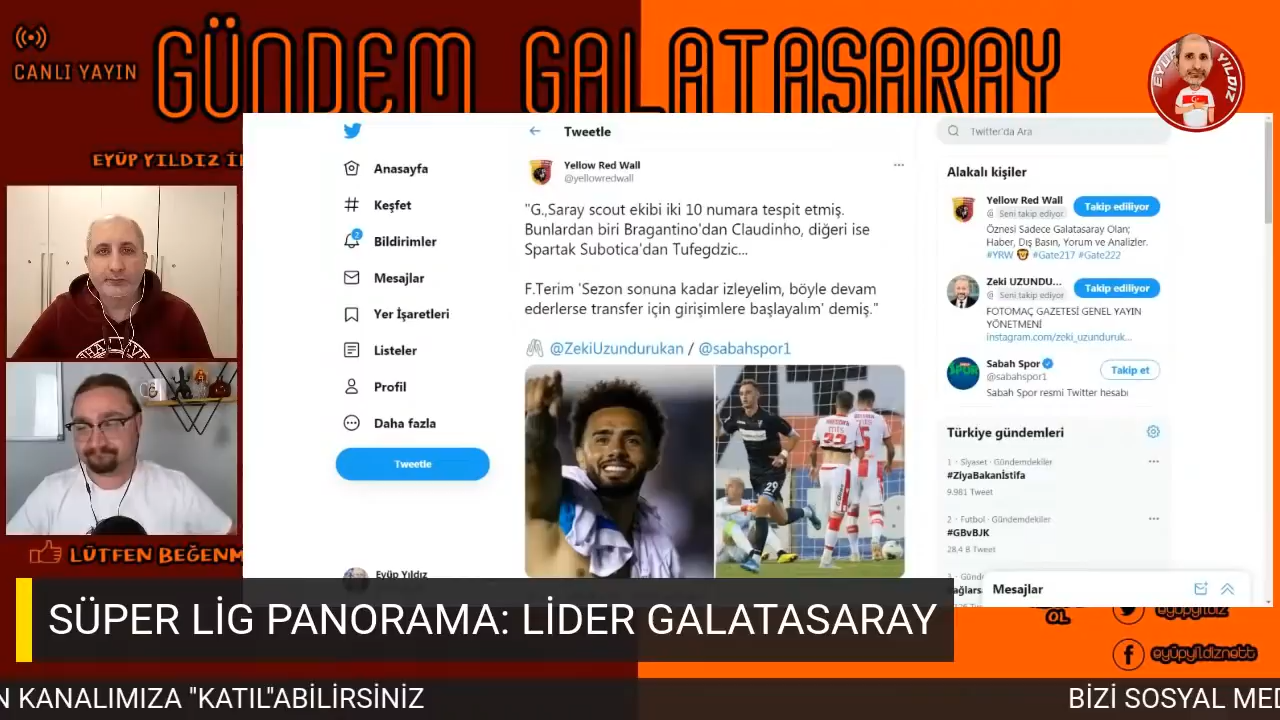 CANLI YAYIN
GÜNDEM GALATASARAY
EYÜP YILDIZ
EYÜP YILDIZ İ
LÜTFEN BEĞENM
Anasayfa
Keşfet
2
Bildirimler
Mesajlar
Yer İşaretleri
Listeler
Profil
Daha fazla
Tweetle
Eyüp Yıldız
Tweetle
Yellow Red Wall
@yellowredwall
"G.,Saray scout ekibi iki 10 numara tespit etmiş.
Bunlardan biri Bragantino'dan Claudinho, diğeri ise
Spartak Subotica'dan Tufegdzic...
F.Terim 'Sezon sonuna kadar izleyelim, böyle devam
ederlerse transfer için girişimlere başlayalım' demiş."
@ZekiUzundurukan / @sabahspor1
29
22
Twitter'da Ara
Alakalı kişiler
Yellow Red Wall
@ Seni takip ediyor
Takip ediliyor
Öznesi Sadece Galatasaray Olan;
Haber, Dış Basın, Yorum ve Analizler.
#YRW #Gate217 #Gate222
Zeki UZUNDU...
@ Seni takip ediyor
Takip ediliyor
FOTOMAÇ GAZETESİ GENEL YAYIN
YÖNETMENİ
instagram.com/zeki_uzunduruk...
SPOR
Sabah Spor
@sabahspor1
Takip et
Sabah Spor resmi Twitter hesabı
Türkiye gündemleri
1 · Siyaset · Gündemdekiler
#ZiyaBakanİstifa
9.981 Tweet
2 · Futbol · Gündemdekiler
#GBvBJK
28,4 B Tweet
Mesajlar
OL
eyüpyıldız
eyüpyıldıznett
SÜPER LİG PANORAMA: LİDER GALATASARAY
N KANALIMIZA "KATIL"ABİLİRSİNİZ
BİZİ SOSYAL MED